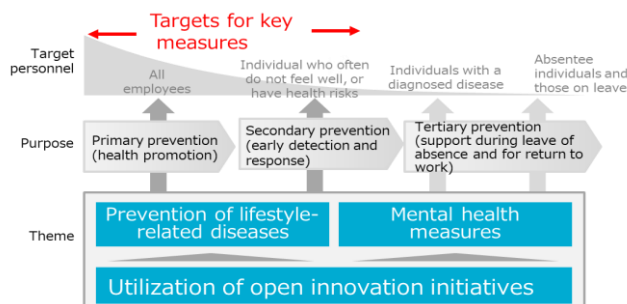 Targets for key
measures
Target
personnel
All
employees
Individual who often
do not feel well, or
have health risks
Individuals with a
diagnosed disease
Absentee
individuals and
those on leave
Purpose
Primary prevention
(health promotion)
Secondary prevention
(early detection and
response)
Tertiary prevention
(support during leave of
absence and for return to
work)
Theme
Prevention of lifestyle-
related diseases
Mental health
measures
Utilization of open innovation initiatives